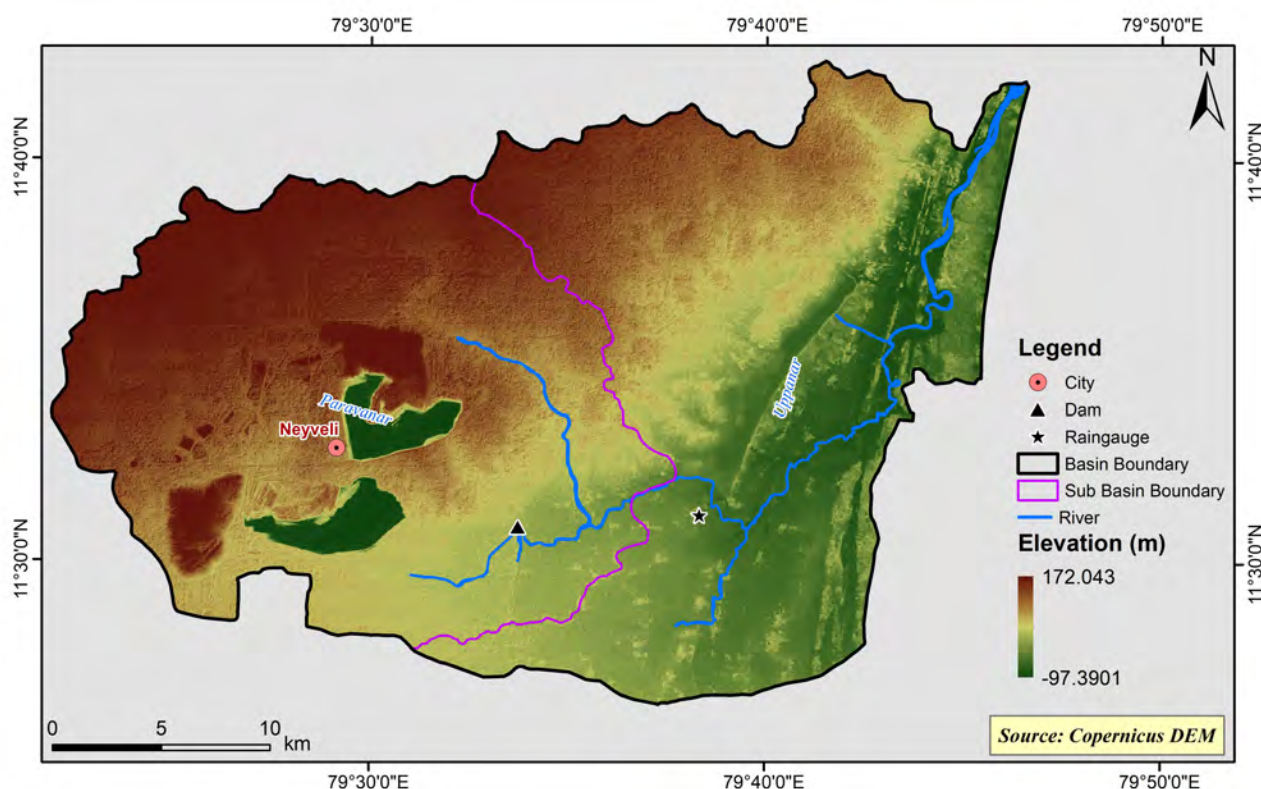 79°30'0"E
79°40'0"E
79°50'0"E
N
11°40'0"N
11°40'0"N
Paravanar
Neyveli
Uppanar
Legend
City
Dam
Raingauge
Basin Boundary
Sub Basin Boundary
River
Elevation (m)
172.043
-97.3901
11°30'0"N
11°30'0"N
0 5 10
km
Source: Copernicus DEM
79°30'0"E
79°40'0"E
79°50'0"E